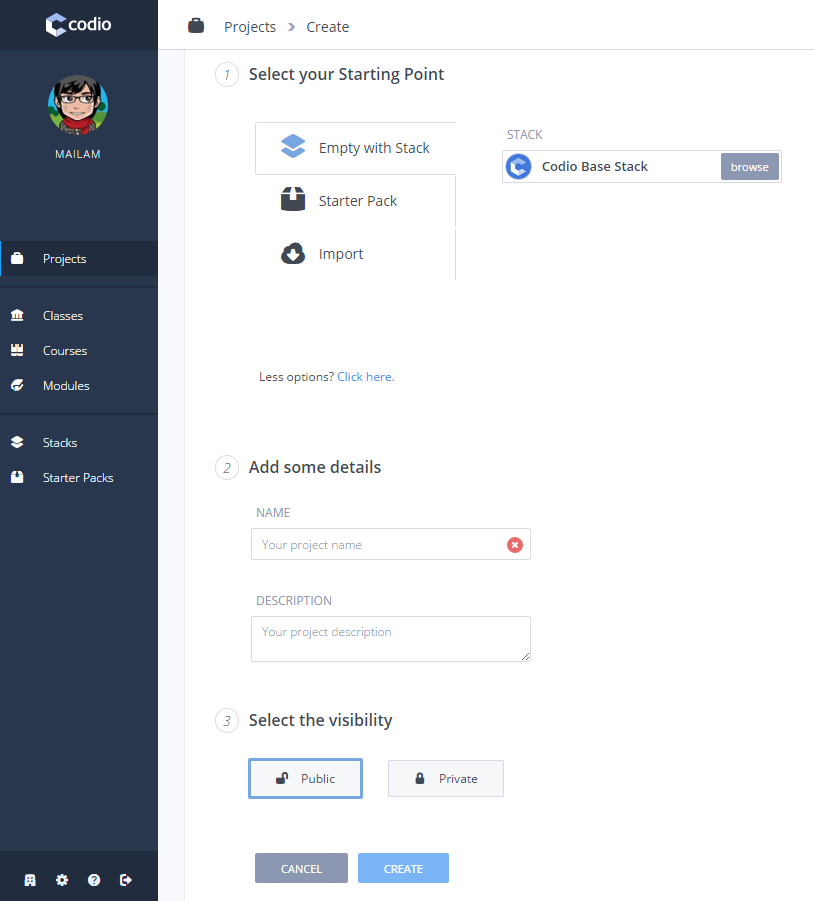 codio
Projects > Create
MAILAM
Projects
Classes
Courses
Modules
Stacks
Starter Packs
1 Select your Starting Point
Empty with Stack
Starter Pack
Import
STACK
Codio Base Stack browse
Less options? Click here.
2 Add some details
NAME
Your project name
DESCRIPTION
Your project description
3 Select the visibility
Public Private
CANCEL CREATE